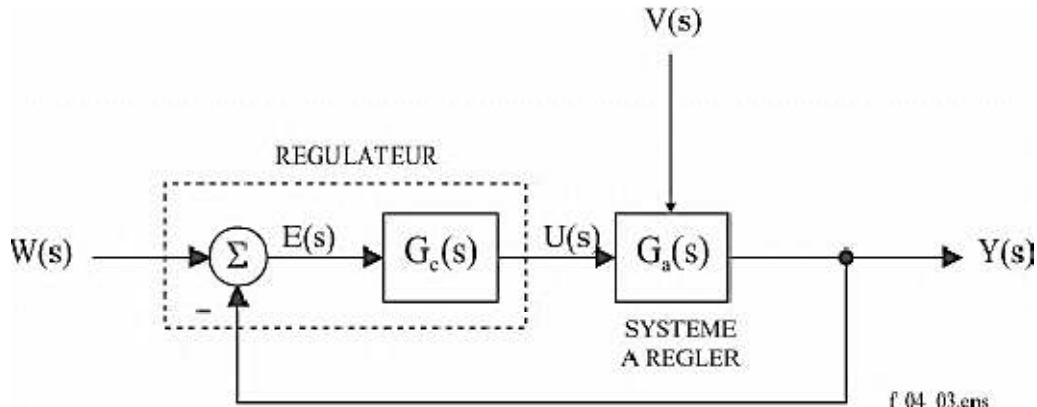 V(s)
REGULATEUR
W(s)
Σ
E(s)
G_c(s)
U(s)
G_a(s)
Y(s)
–
SYSTEME
A REGLER
f_04_03.eps